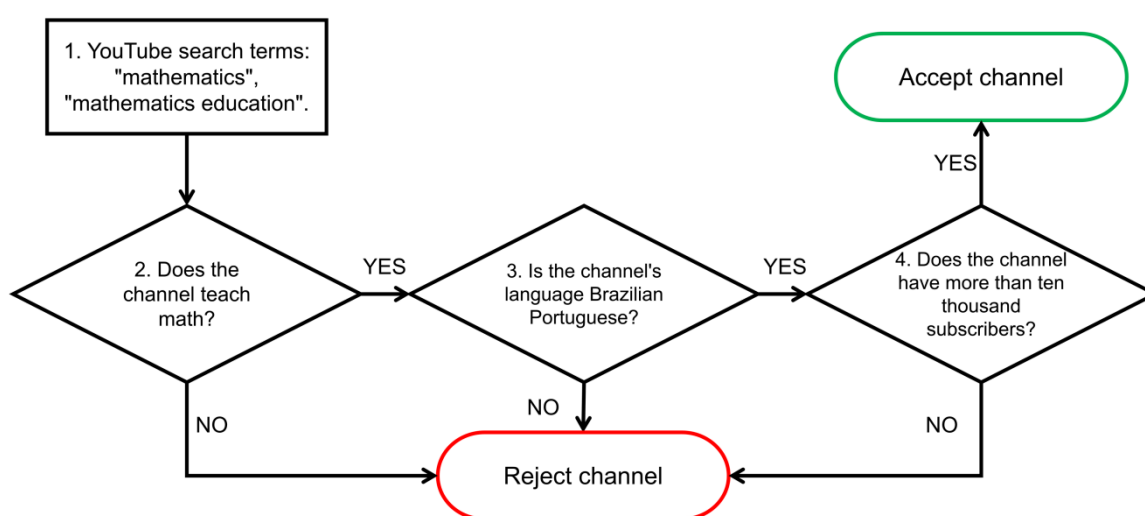 1. YouTube search terms:
"mathematics",
"mathematics education".
Accept channel
YES
2. Does the
channel teach
math?
YES
3. Is the channel's
language Brazilian
Portuguese?
YES
4. Does the channel
have more than ten
thousand
subscribers?
NO
NO
NO
Reject channel